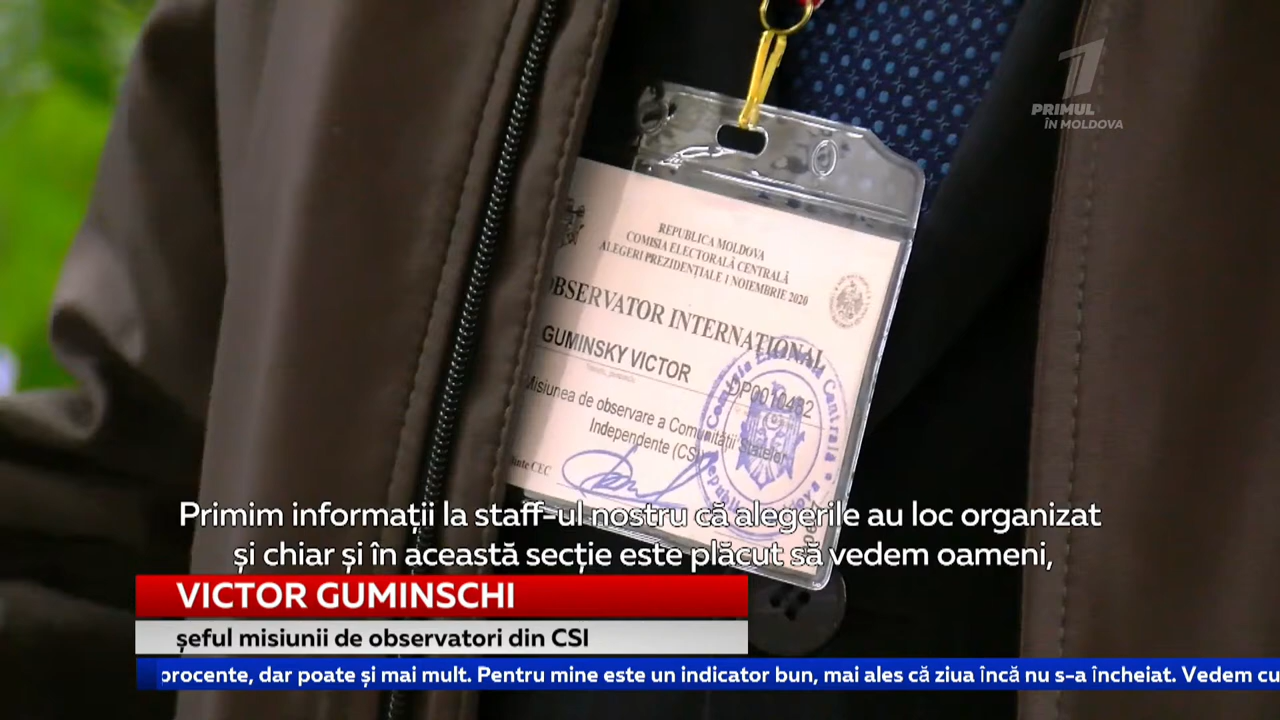 PRIMUL
ÎN MOLDOVA
REPUBLICA MOLDOVA
COMISIA ELECTORALĂ CENTRALĂ
ALEGERI PREZIDENȚIALE 1 NOIEMBRIE 2020
OBSERVATOR INTERNAȚIONAL
GUMINSKY VICTOR
DP0010452
Misiunea de observare a Comunității Statelor
Independente (CSI)
CEC
Primim informații la staff-ul nostru că alegerile au loc organizat
și chiar și în această secție este plăcut să vedem oameni,
VICTOR GUMINSCHI
șeful misiunii de observatori din CSI
procente, dar poate și mai mult. Pentru mine este un indicator bun, mai ales că ziua încă nu s-a încheiat. Vedem cu